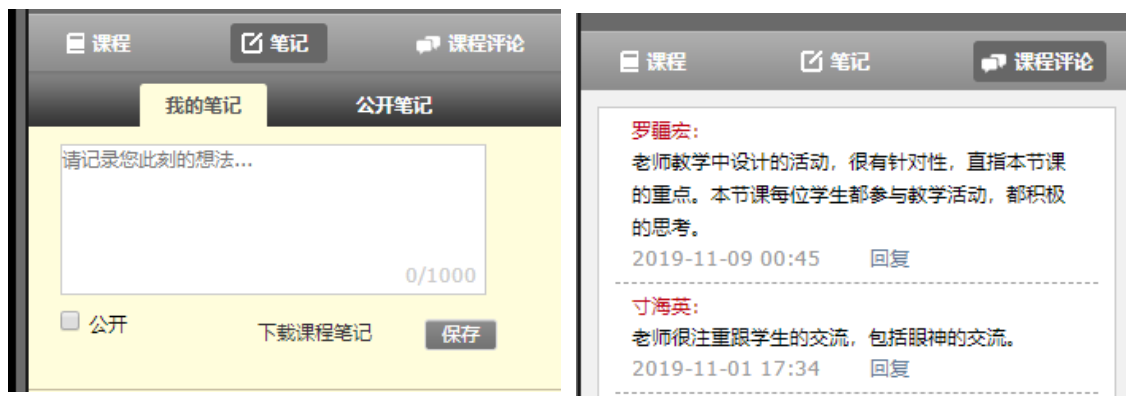 课程 笔记 课程评论
我的笔记 公开笔记
请记录您此刻的想法...
0/1000
公开 下载课程笔记 保存
课程 笔记 课程评论
罗疆宏:
老师教学中设计的活动，很有针对性，直指本节课
的重点。本节课每位学生都参与教学活动，都积极
的思考。
2019-11-09 00:45 回复
寸海英:
老师很注重跟学生的交流，包括眼神的交流。
2019-11-01 17:34 回复